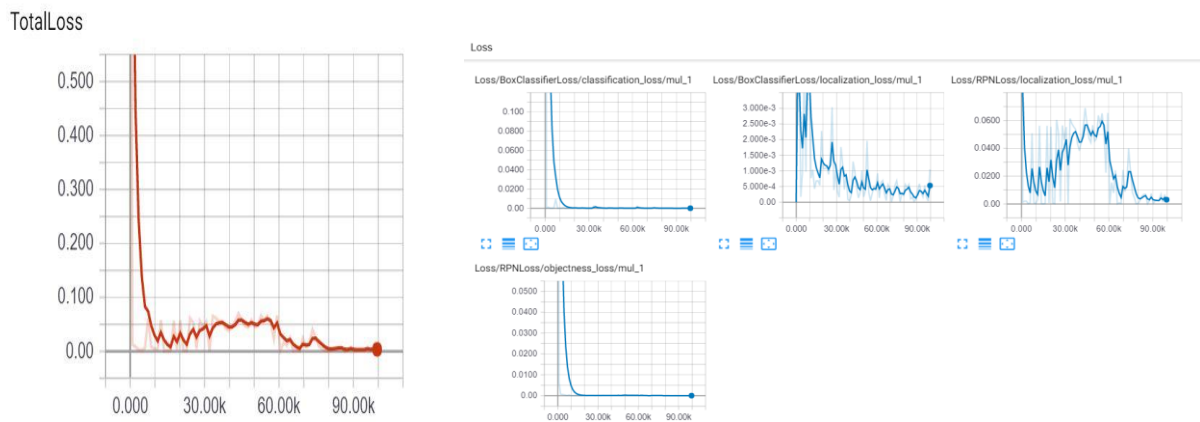 TotalLoss
0.500
0.400
0.300
0.200
0.100
0.00
0.000 30.00k 60.00k 90.00k
Loss
Loss/BoxClassifierLoss/classification_loss/mul_1
0.100
0.0800
0.0600
0.0400
0.0200
0.00
0.000 30.00k 60.00k 90.00k
Loss/BoxClassifierLoss/localization_loss/mul_1
3.000e-3
2.500e-3
2.000e-3
1.500e-3
1.000e-3
5.000e-4
0.00
0.000 30.00k 60.00k 90.00k
Loss/RPNLoss/localization_loss/mul_1
0.0600
0.0400
0.0200
0.00
0.000 30.00k 60.00k 90.00k
Loss/RPNLoss/objectness_loss/mul_1
0.0500
0.0400
0.0300
0.0200
0.0100
0.00
0.000 30.00k 60.00k 90.00k